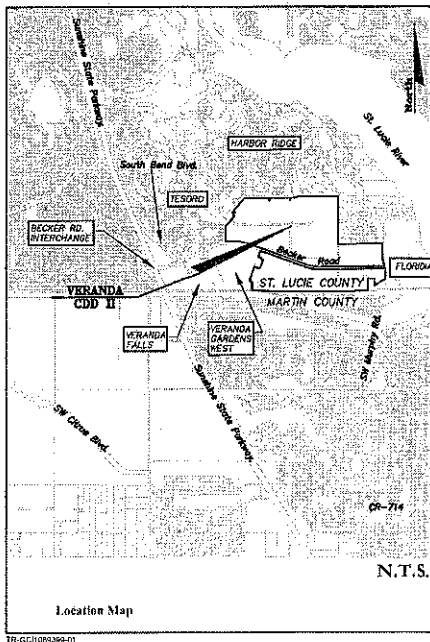 Sunshine State Parkway
North
St. Lucie River
HARBOR RIDGE
South Bend Blvd.
TESORO
BECKER RD.
INTERCHANGE
Becker Road
FLORIDIA
ST. LUCIE COUNTY
MARTIN COUNTY
VERANDA
CDD II
VERANDA
FALLS
VERANDA
GARDENS
WEST
SW Murphy Rd.
Sunshine State Parkway
SW Citrus Blvd.
CR-714
N.T.S.
Location Map